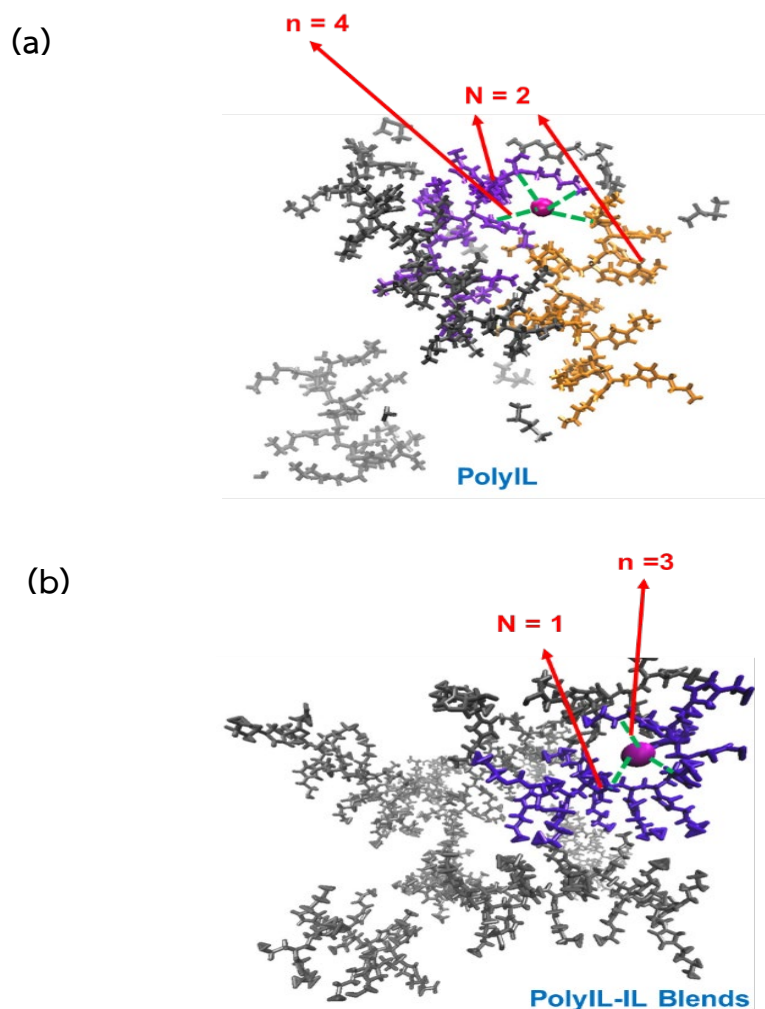 (a)
n = 4
N = 2
PolyIL
(b)
n =3
N = 1
PolyIL-IL Blends